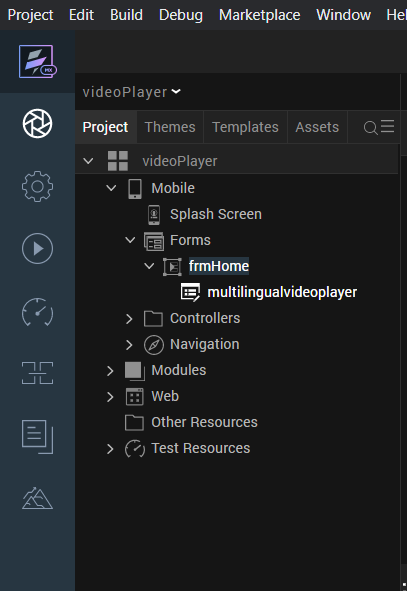 Project Edit Build Debug Marketplace Window Hel
MX
videoPlayer
Project Themes Templates Assets
videoPlayer
Mobile
Splash Screen
Forms
frmHome
multilingualvideoplayer
Controllers
Navigation
Modules
Web
Other Resources
Test Resources